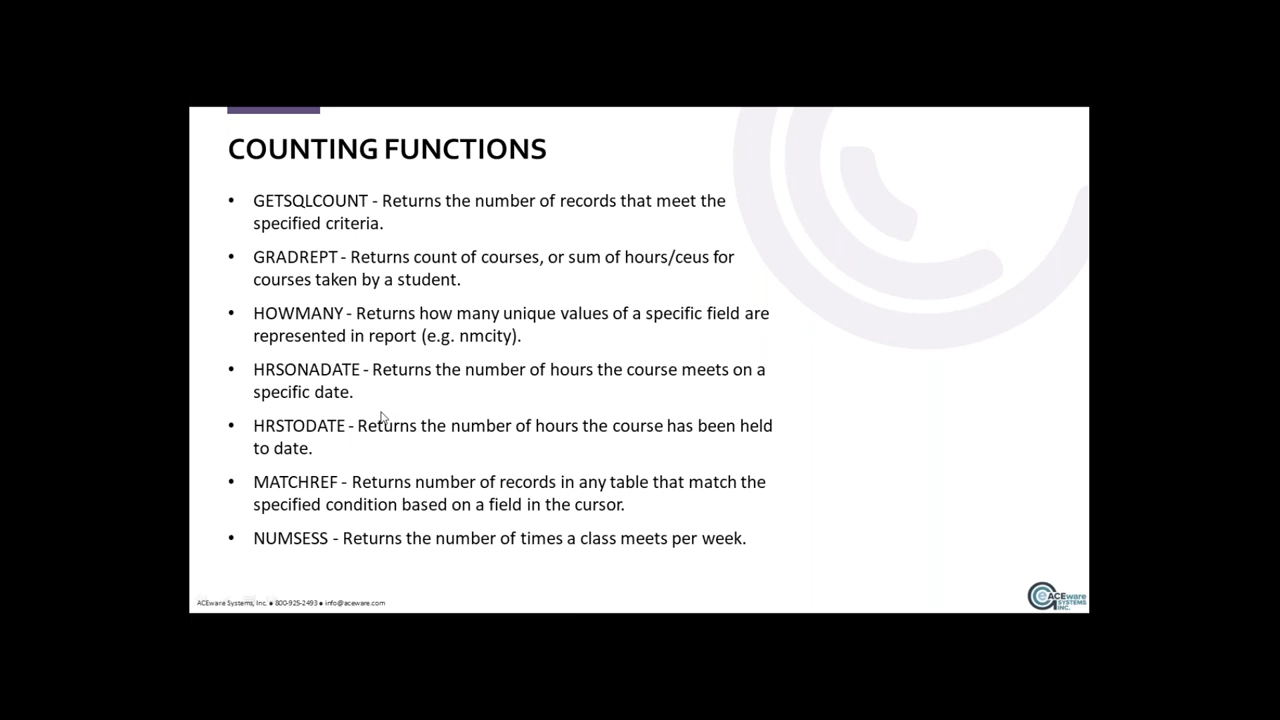 COUNTING FUNCTIONS
• GETSQLCOUNT - Returns the number of records that meet the
specified criteria.
• GRADREPT - Returns count of courses, or sum of hours/ceus for
courses taken by a student.
• HOWMANY - Returns how many unique values of a specific field are
represented in report (e.g. nmcity).
• HRSONADATE - Returns the number of hours the course meets on a
specific date.
• HRSTODATE - Returns the number of hours the course has been held
to date.
• MATCHREF - Returns number of records in any table that match the
specified condition based on a field in the cursor.
• NUMSESS - Returns the number of times a class meets per week.
ACEware Systems, Inc. ● 800-925-2493 ● info@aceware.com
ACEware
SYSTEMS
INC.